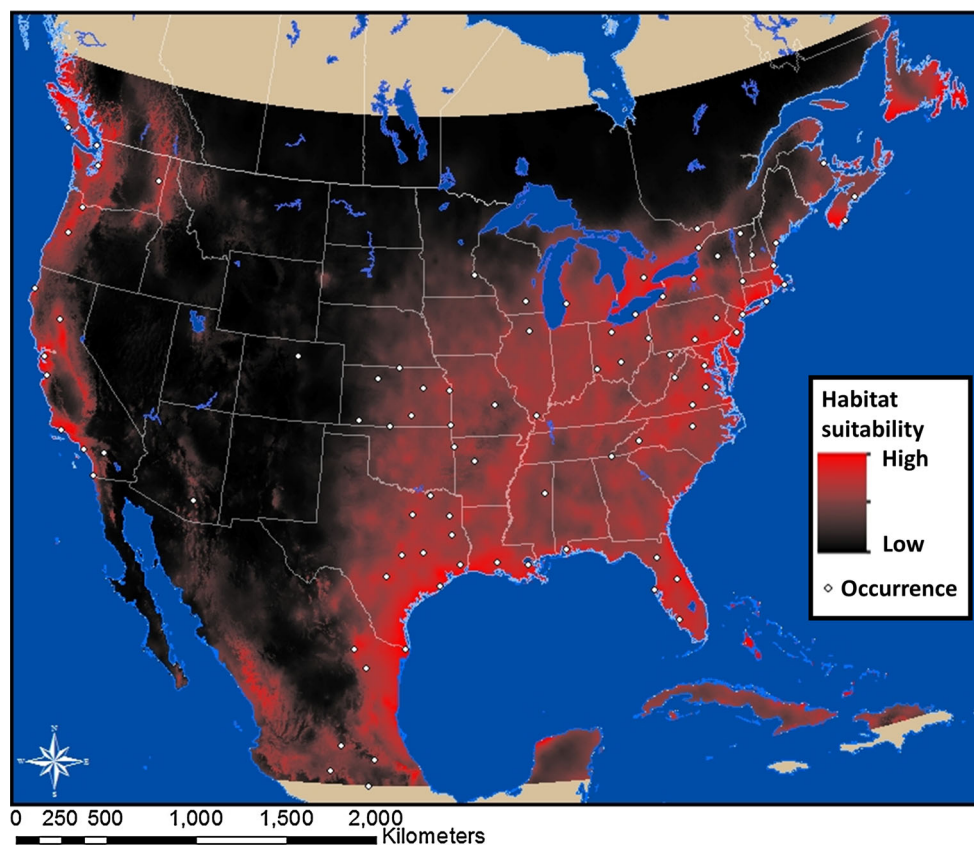 Habitat
suitability
High
Low
Occurrence
N
W
E
S
0 250 500 1,000 1,500 2,000
Kilometers